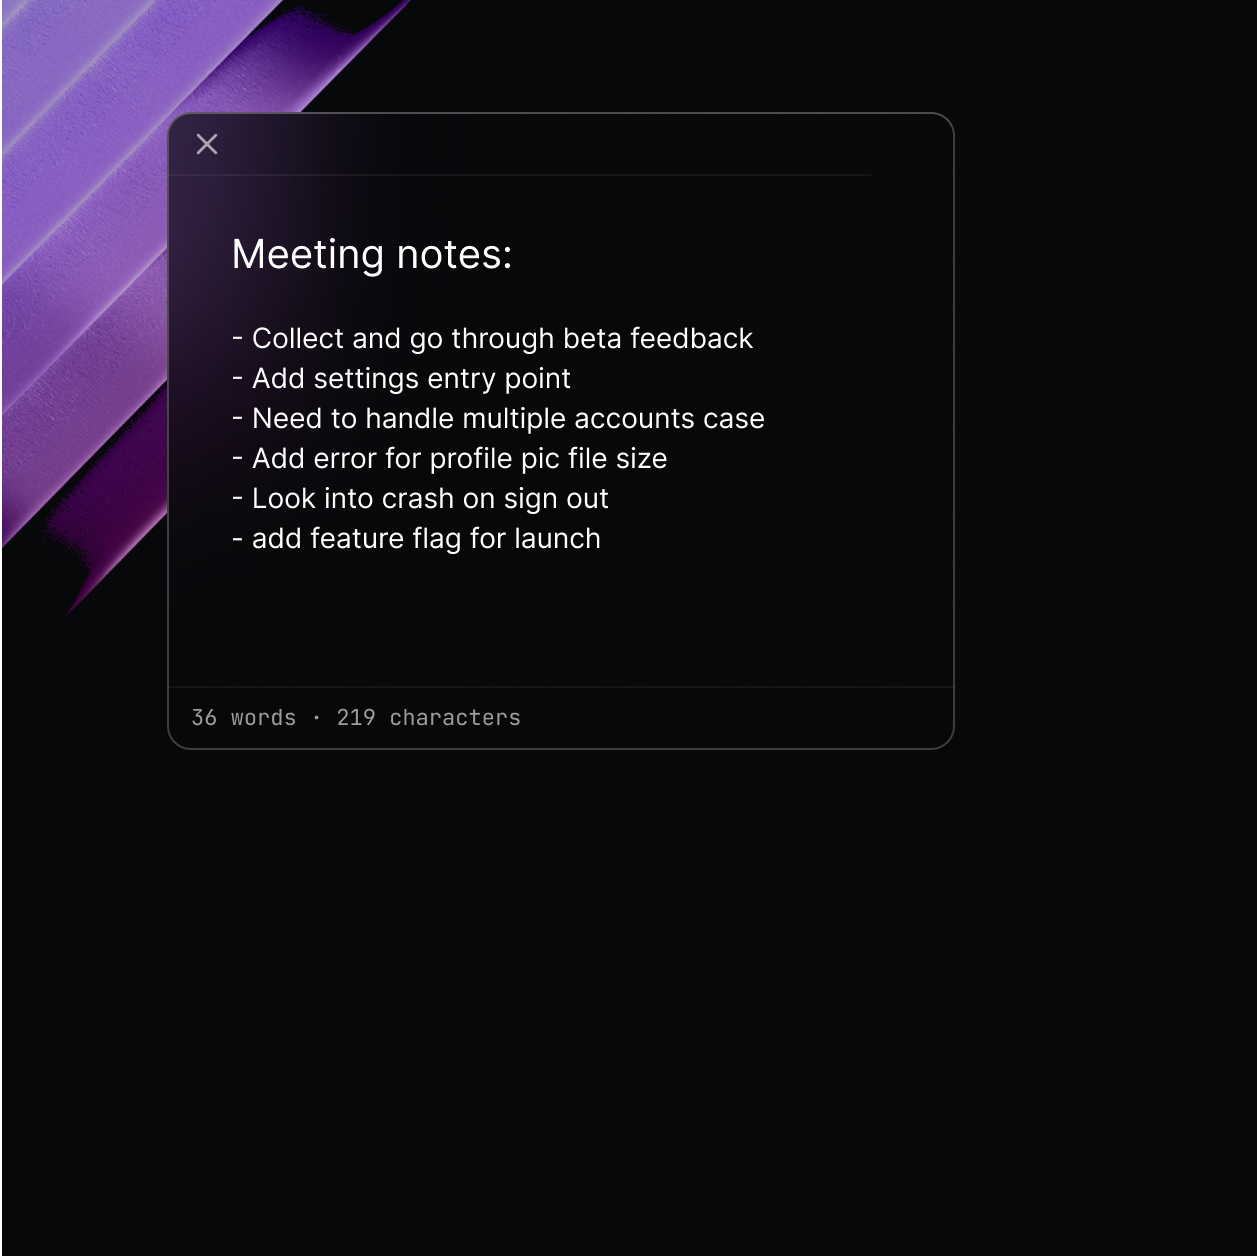 Meeting notes:
- Collect and go through beta feedback
- Add settings entry point
- Need to handle multiple accounts case
- Add error for profile pic file size
- Look into crash on sign out
- add feature flag for launch
36 words · 219 characters